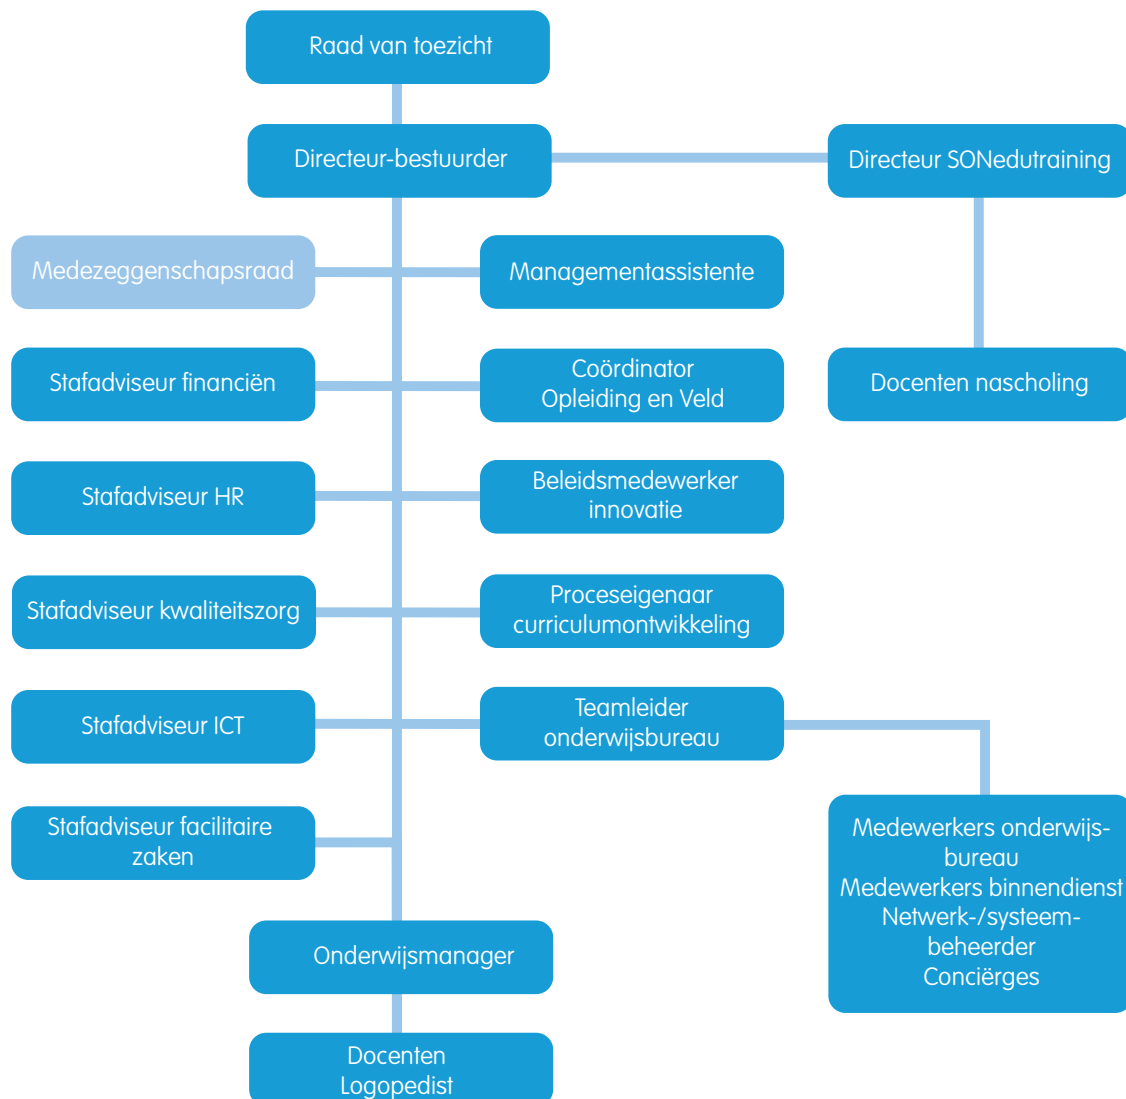 Raad van toezicht
Directeur-bestuurder
Directeur SONedutraining
Medezeggenschapsraad
Managementassistente
Stafadviseur financiën
Coördinator
Opleiding en Veld
Docenten nascholing
Stafadviseur HR
Beleidsmedewerker
innovatie
Stafadviseur kwaliteitszorg
Proceseigenaar
curriculumontwikkeling
Stafadviseur ICT
Teamleider
onderwijsbureau
Stafadviseur facilitaire
zaken
Medewerkers onderwijs-
bureau
Medewerkers binnendienst
Netwerk-/systeem-
beheerder
Conciërges
Onderwijsmanager
Docenten
Logopedist